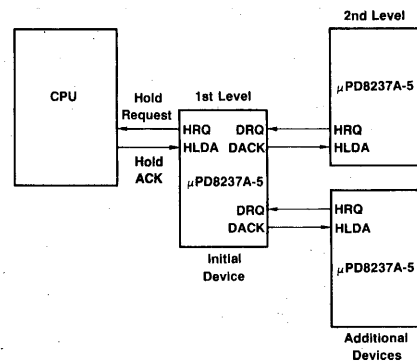 2nd Level
CPU
Hold
Request
1st Level
μPD8237A-5
HRQ
DRQ
HRQ
HLDA
DACK
HLDA
Hold
ACK
μPD8237A-5
DRQ
DACK
HRQ
HLDA
Initial
Device
μPD8237A-5
Additional
Devices